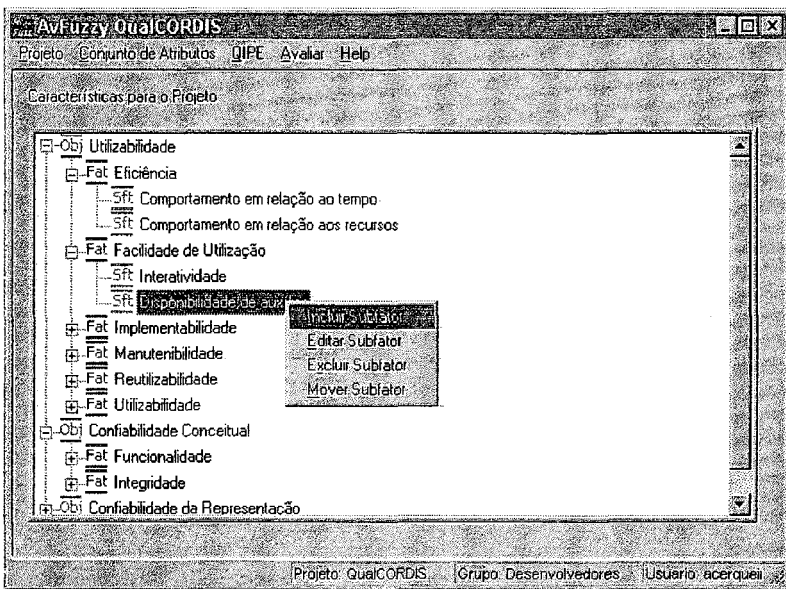 AvFuzzy QualCORDIS
Projeto Conjunto de Atributos QIPE Avaliar Help
Características para o Projeto
Obj Utilizabilidade
Fat Eficiência
Sft Comportamento em relação ao tempo
Sft Comportamento em relação aos recursos
Fat Facilidade de Utilização
Sft Interatividade
Sft Disponibilidade de
Incluir Subfator
Editar Subfator
Fat Implementabilidade
Excluir Subfator
Fat Manutenibilidade
Mover Subfator
Fat Reutilizabilidade
Fat Utilizabilidade
Obj Confiabilidade Conceitual
Fat Funcionalidade
Fat Integridade
Obj Confiabilidade da Representação
Projeto: QualCORDIS Grupo: Desenvolvedores Usuario: acerqueii